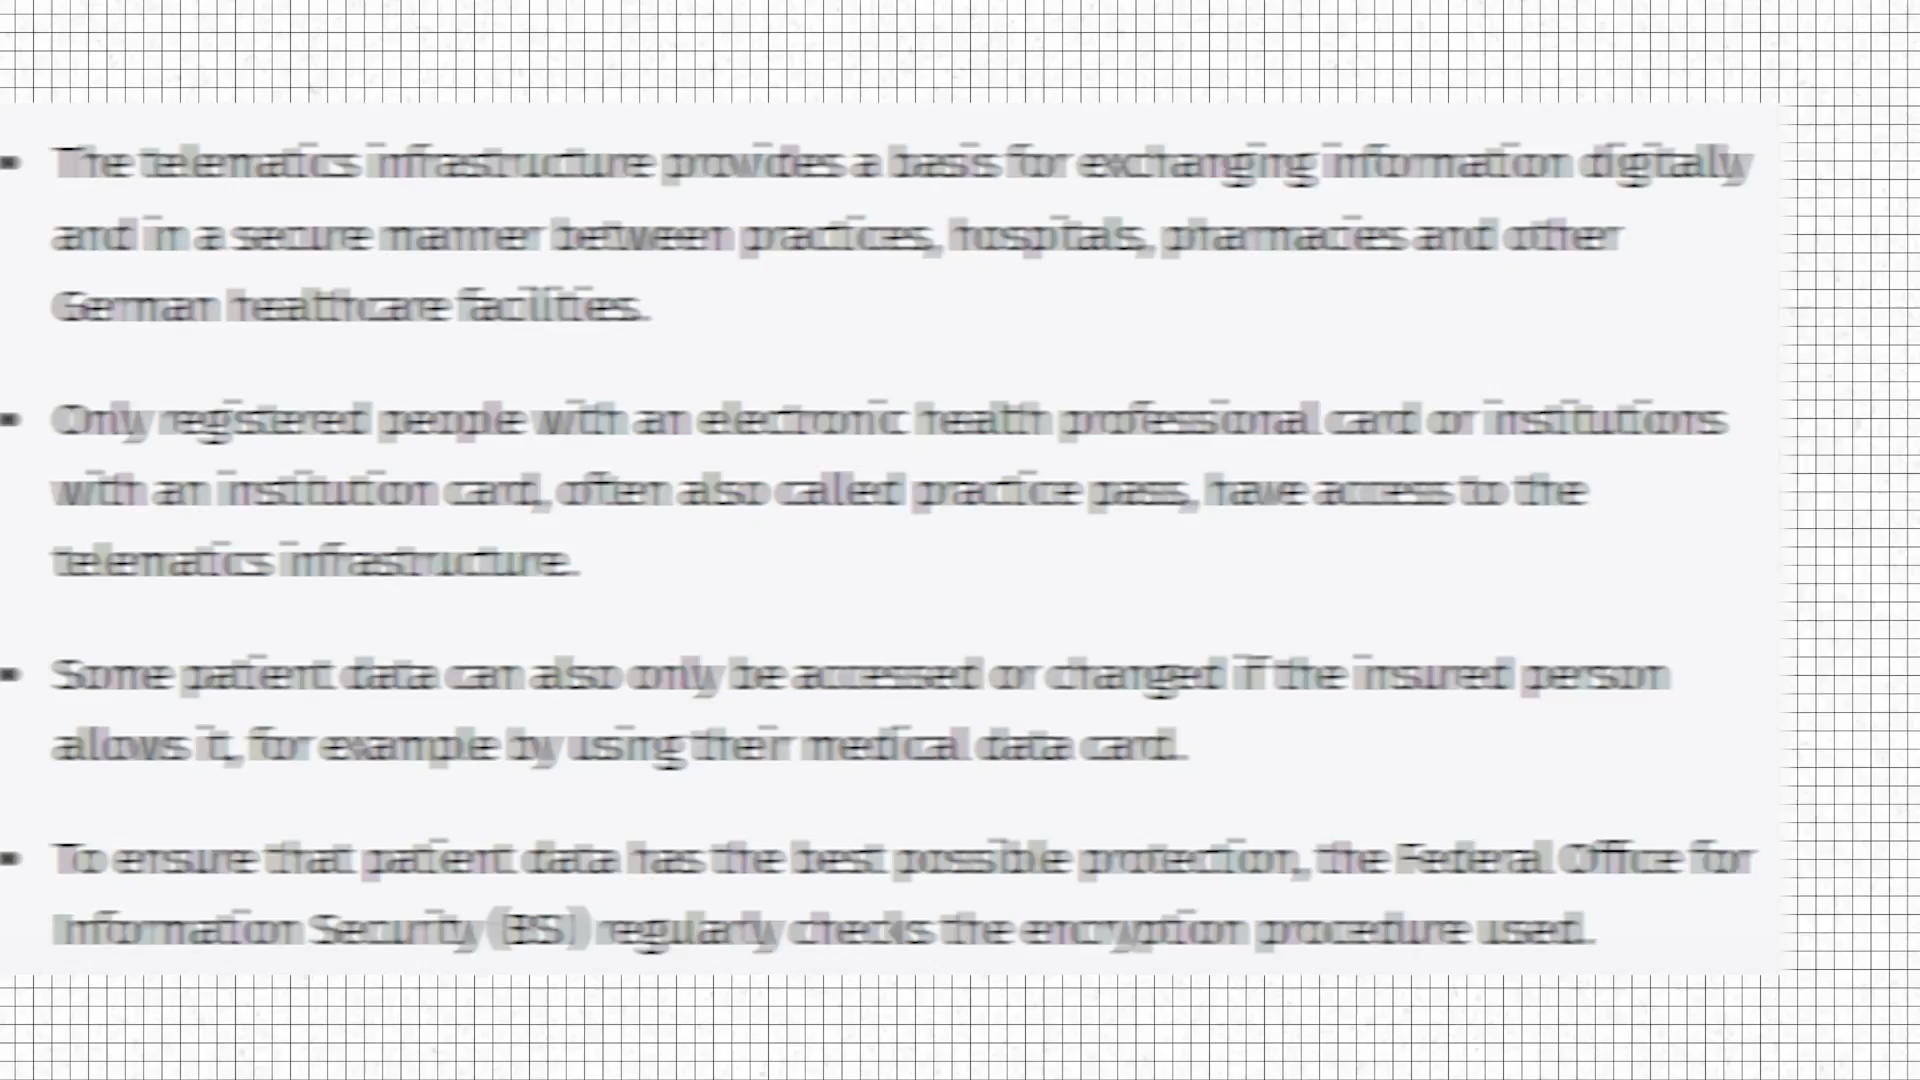 The telematics infrastructure provides a basis for exchanging information digitally
and in a secure manner between practices, hospitals, pharmacies and other
German healthcare facilities.
Only registered people with an electronic health professional card or institutions
with an institution card, often also called practice pass, have access to the
telematics infrastructure.
Some patient data can also only be accessed or changed if the insured person
allows it, for example by using their medical data card.
To ensure that patient data has the best possible protection, the Federal Office for
Information Security (BSI) regularly checks the encryption procedure used.